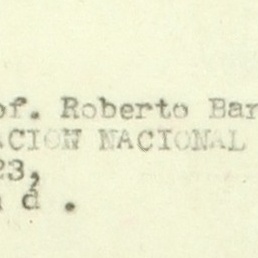 of. Roberto Bar
ACION NACIONAL
23,
d .